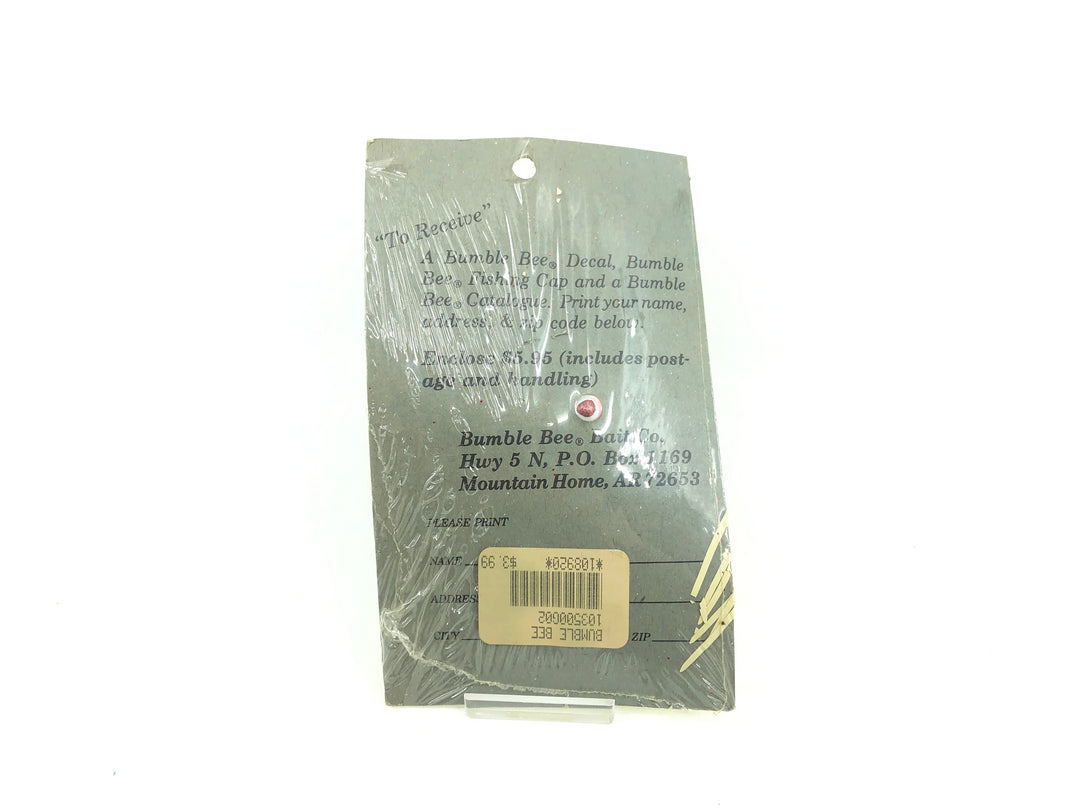 "To Receive"
A Bumble Bee® Decal, Bumble
Bee® Fishing Cap and a Bumble
Bee® Catalogue. Print your name,
address, & zip code below.
Enclose $5.95 (includes post-
age and handling)
Bumble Bee® Bait Co.
Hwy 5 N, P.O. Box 1169
Mountain Home, AR 72653
PLEASE PRINT
NAME
ADDRES
CITY
ZIP
BUMBLE BEE
103500G02
*108920* $3.99